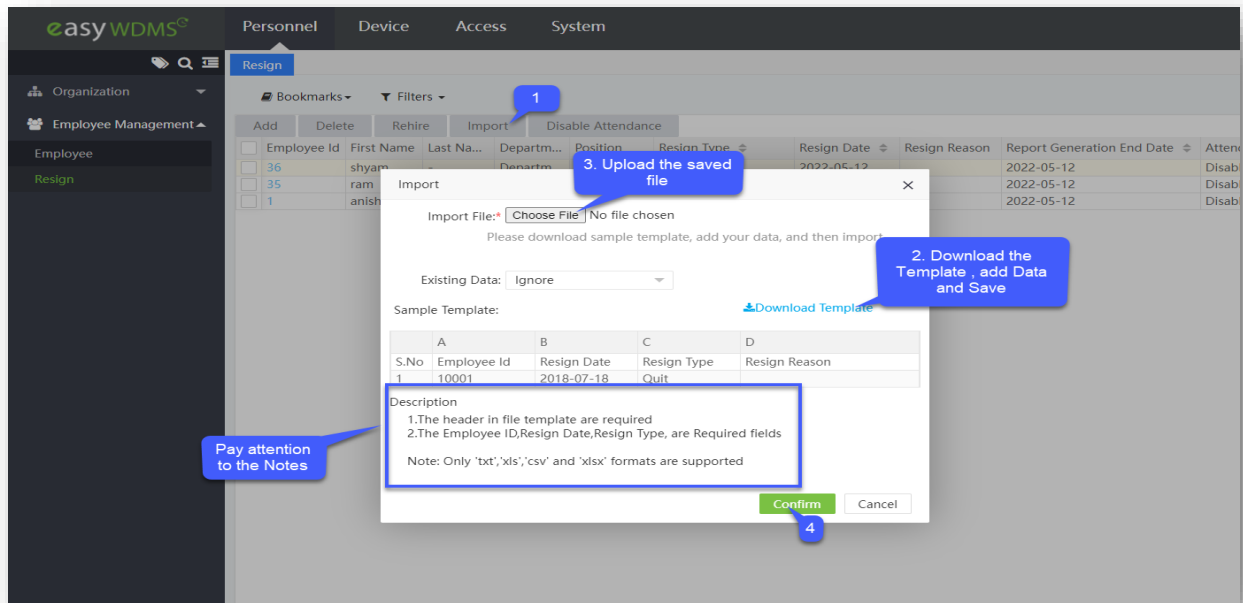 easy WDMS
Personnel Device Access System
Resign
Organization
Bookmarks Filters
1
Employee Management
Add Delete Rehire Import Disable Attendance
Employee Id First Name Last Na... Departm... Position Resign Type Resign Date Resign Reason Report Generation End Date Atten
Employee
36 shyam - Departm 2022-05-12 2022-05-12 Disab
3. Upload the saved
file
Resign
35 ram 2022-05-12 Disab
1 anish 2022-05-12 Disab
Import
Import File:* Choose File No file chosen
Please download sample template, add your data, and then import
2. Download the
Template , add Data
and Save
Existing Data: Ignore
Sample Template: Download Template
A B C D
S.No Employee Id Resign Date Resign Type Resign Reason
1 10001 2018-07-18 Quit
Description
1.The header in file template are required
2.The Employee ID,Resign Date,Resign Type, are Required fields
Pay attention
to the Notes
Note: Only 'txt','xls','csv' and 'xlsx' formats are supported
Confirm Cancel
4